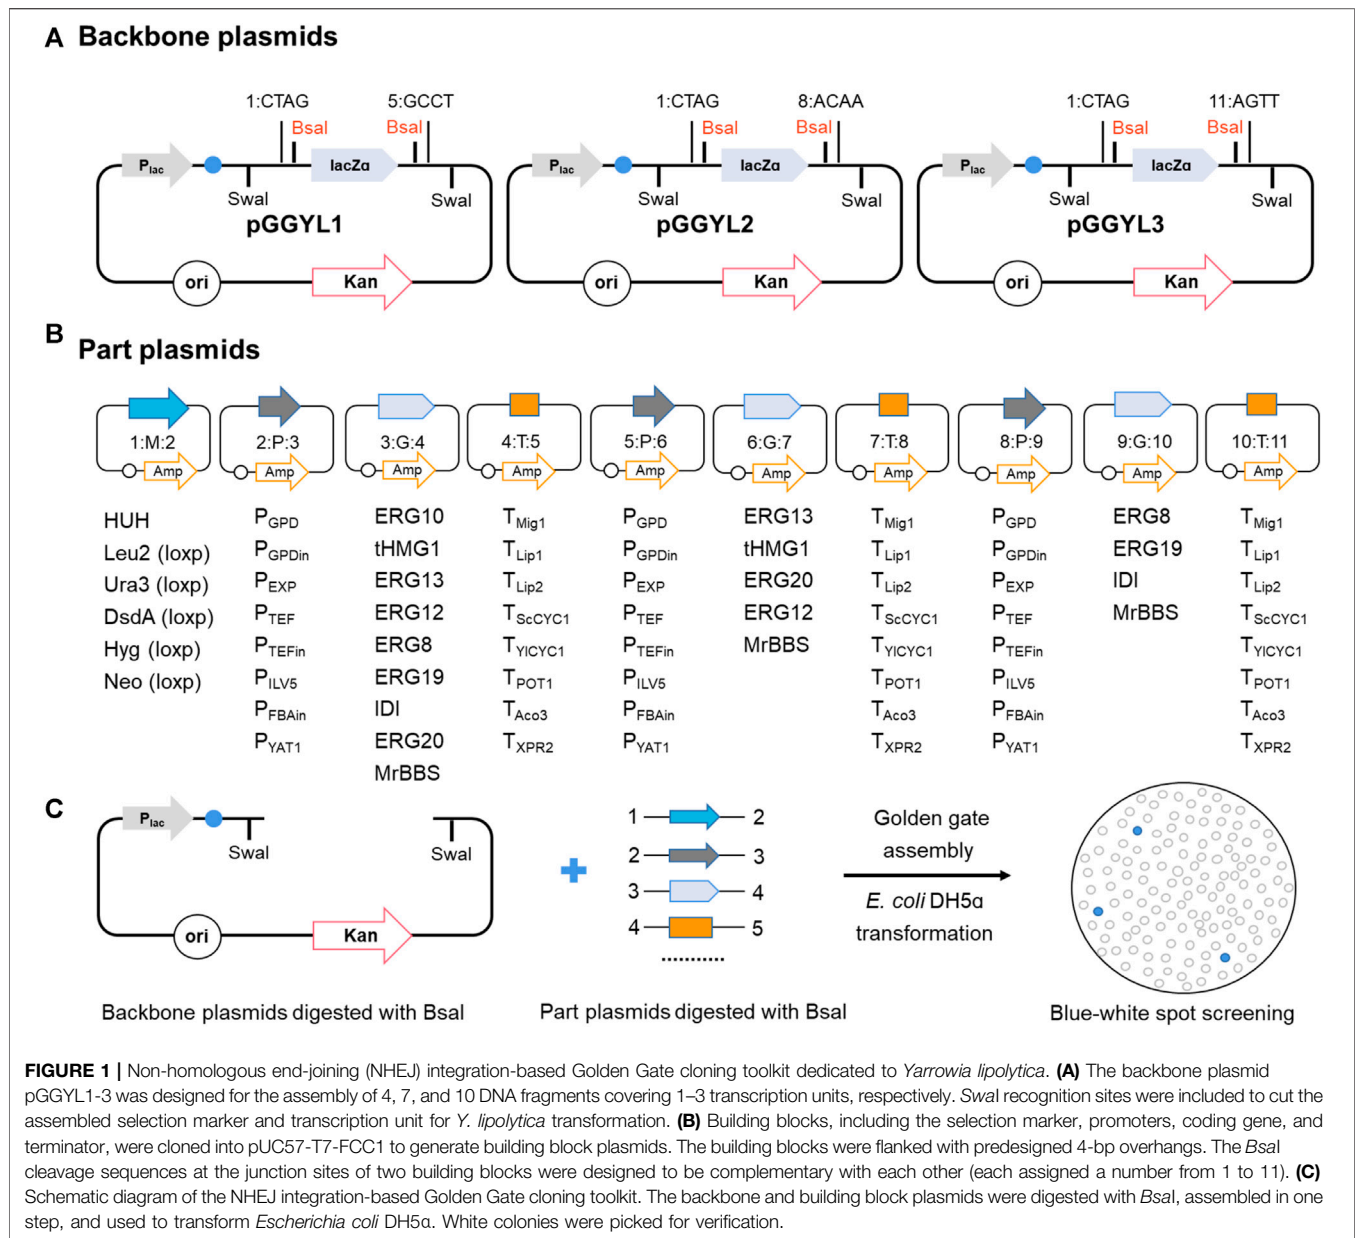 A Backbone plasmids
1:CTAG 5:GCCT 1:CTAG 8:ACAA 1:CTAG 11:AGTT
BsaI BsaI BsaI BsaI BsaI BsaI
Plac lacZα Plac lacZα Plac lacZα
SwaI SwaI SwaI SwaI SwaI SwaI
pGGYL1 pGGYL2 pGGYL3
ori Kan ori Kan ori Kan
B Part plasmids
1:M:2 2:P:3 3:G:4 4:T:5 5:P:6 6:G:7 7:T:8 8:P:9 9:G:10 10:T:11
Amp Amp Amp Amp Amp Amp Amp Amp Amp Amp
HUH
Leu2 (loxp)
Ura3 (loxp)
DsdA (loxp)
Hyg (loxp)
Neo (loxp)
PGPD
PGPDin
PEXP
PTEF
PTEFin
PILV5
PFBAin
PYAT1
ERG10
tHMG1
ERG13
ERG12
ERG8
ERG19
IDI
ERG20
MrBBS
TMig1
TLip1
TLip2
TScCYC1
TYlCYC1
TPOT1
TAco3
TXPR2
PGPD
PGPDin
PEXP
PTEF
PTEFin
PILV5
PFBAin
PYAT1
ERG13
tHMG1
ERG20
ERG12
MrBBS
TMig1
TLip1
TLip2
TScCYC1
TYlCYC1
TPOT1
TAco3
TXPR2
PGPD
PGPDin
PEXP
PTEF
PTEFin
PILV5
PFBAin
PYAT1
ERG8
ERG19
IDI
MrBBS
TMig1
TLip1
TLip2
TScCYC1
TYlCYC1
TPOT1
TAco3
TXPR2
C
Plac
SwaI SwaI
ori Kan
Backbone plasmids digested with BsaI
1 2
2 3
3 4
4 5
...........
Part plasmids digested with BsaI
Golden gate
assembly
E. coli DH5α
transformation
Blue-white spot screening
FIGURE 1 | Non-homologous end-joining (NHEJ) integration-based Golden Gate cloning toolkit dedicated to Yarrowia lipolytica. (A) The backbone plasmid
pGGYL1-3 was designed for the assembly of 4, 7, and 10 DNA fragments covering 1–3 transcription units, respectively. SwaI recognition sites were included to cut the
assembled selection marker and transcription unit for Y. lipolytica transformation. (B) Building blocks, including the selection marker, promoters, coding gene, and
terminator, were cloned into pUC57-T7-FCC1 to generate building block plasmids. The building blocks were flanked with predesigned 4-bp overhangs. The BsaI
cleavage sequences at the junction sites of two building blocks were designed to be complementary with each other (each assigned a number from 1 to 11). (C)
Schematic diagram of the NHEJ integration-based Golden Gate cloning toolkit. The backbone and building block plasmids were digested with BsaI, assembled in one
step, and used to transform Escherichia coli DH5α. White colonies were picked for verification.